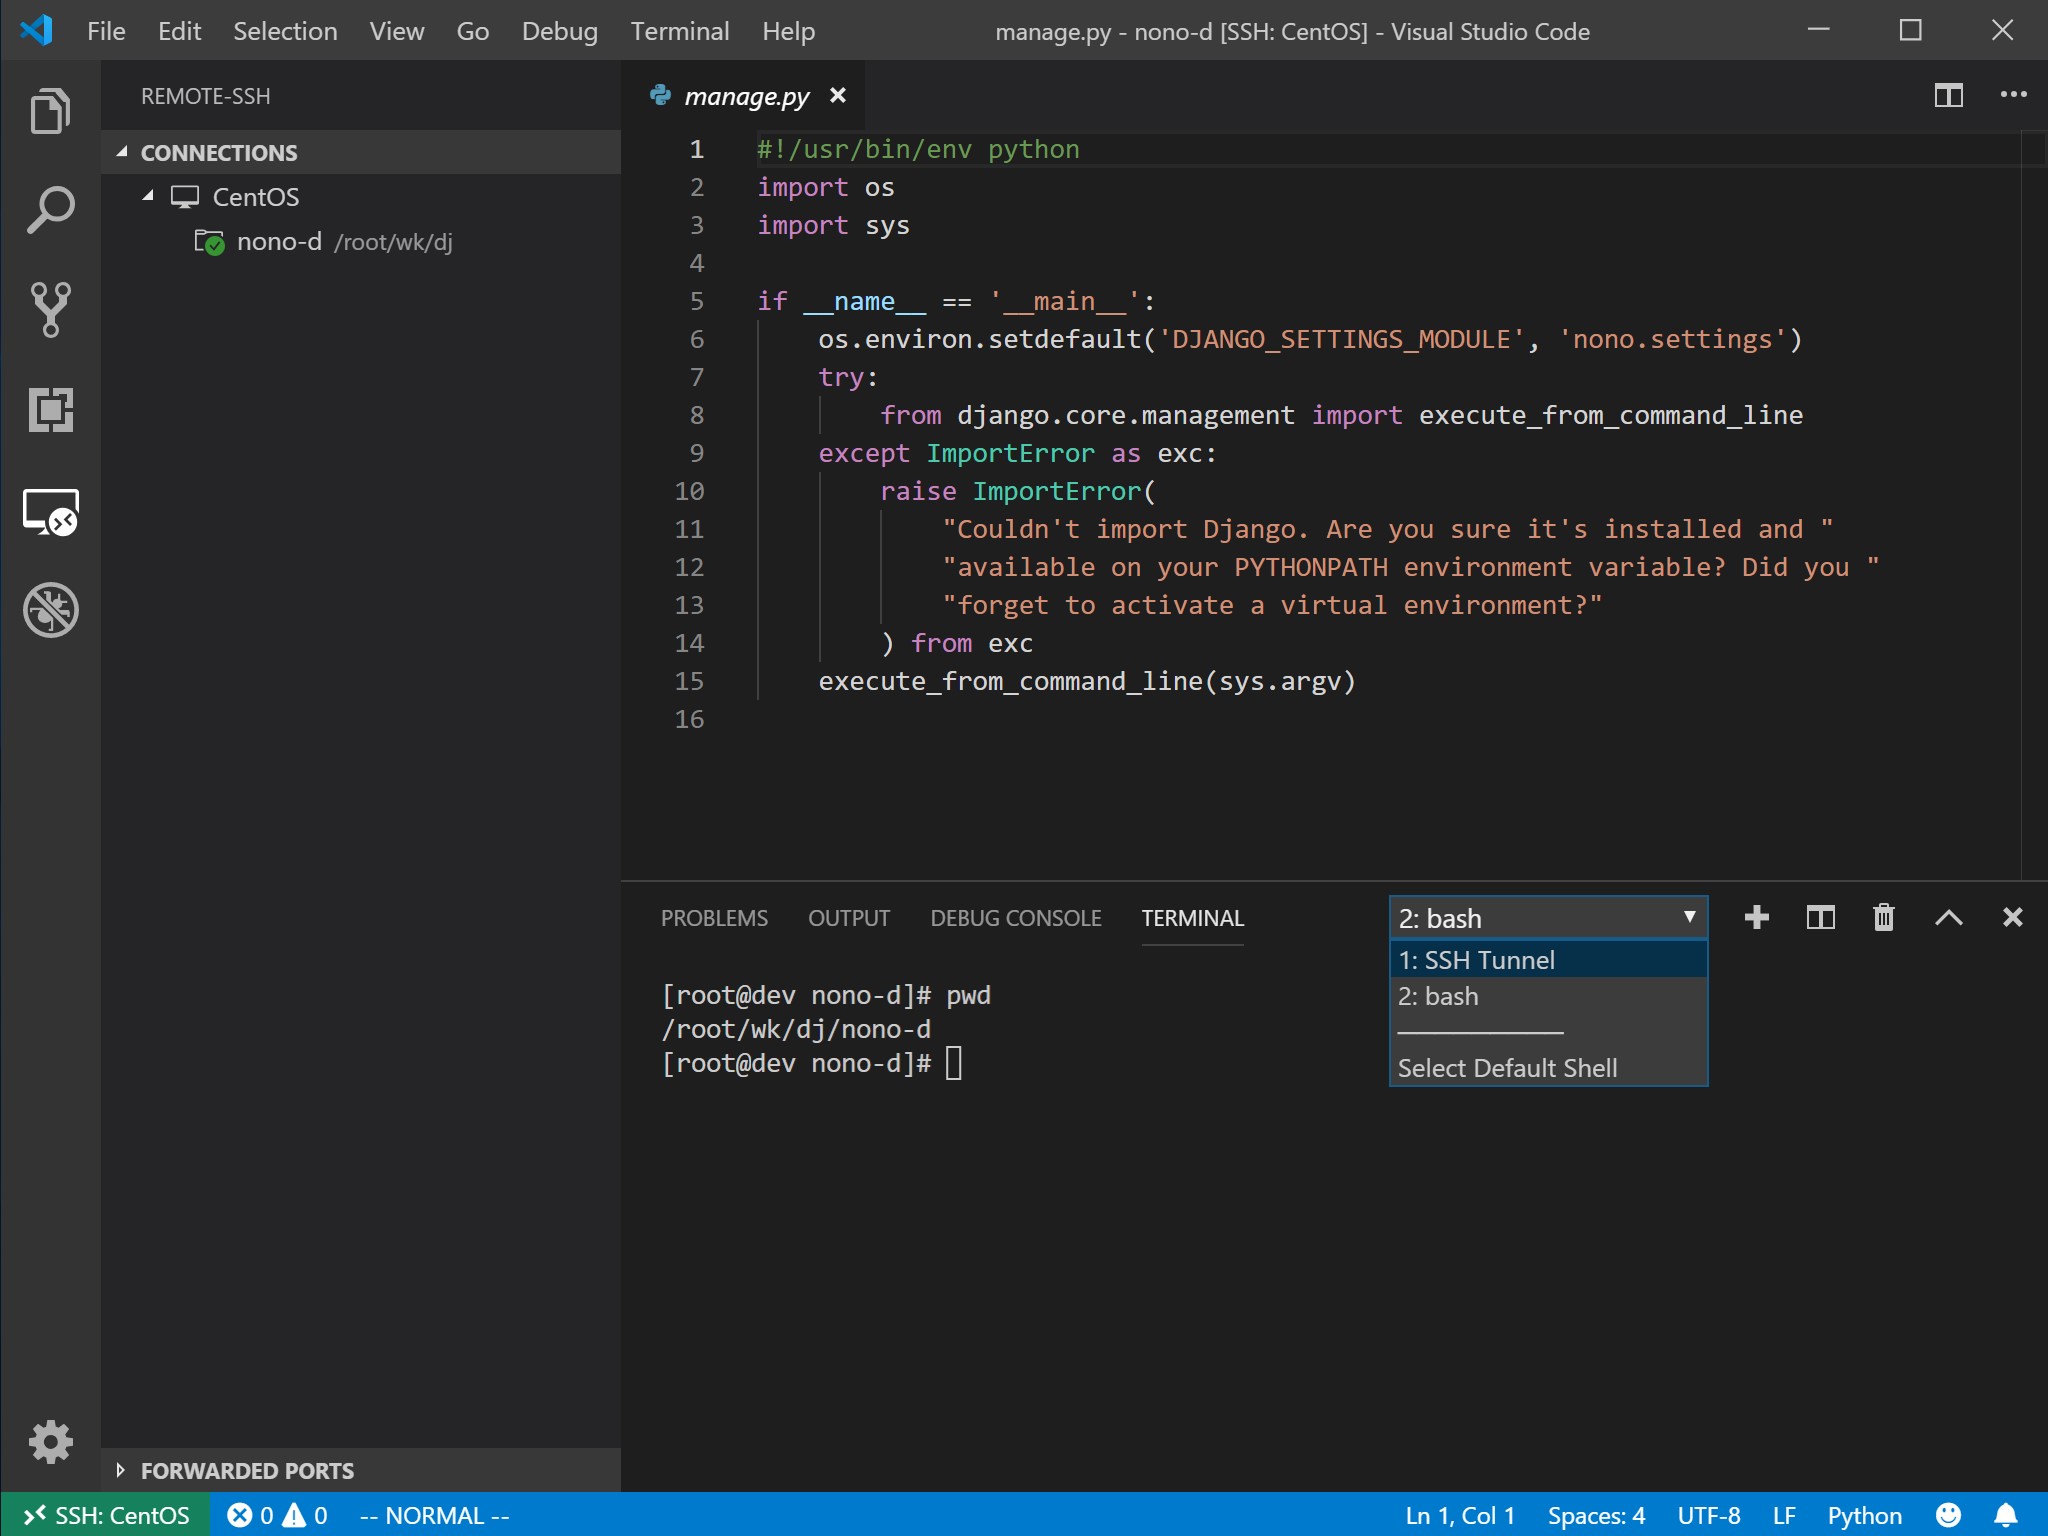 File Edit Selection View Go Debug Terminal Help manage.py - nono-d [SSH: CentOS] - Visual Studio Code
REMOTE-SSH
CONNECTIONS
CentOS
nono-d /root/wk/dj
FORWARDED PORTS
manage.py
1 #!/usr/bin/env python
2 import os
3 import sys
4
5 if __name__ == '__main__':
6 os.environ.setdefault('DJANGO_SETTINGS_MODULE', 'nono.settings')
7 try:
8 from django.core.management import execute_from_command_line
9 except ImportError as exc:
10 raise ImportError(
11 "Couldn't import Django. Are you sure it's installed and "
12 "available on your PYTHONPATH environment variable? Did you "
13 "forget to activate a virtual environment?"
14 ) from exc
15 execute_from_command_line(sys.argv)
16
PROBLEMS OUTPUT DEBUG CONSOLE TERMINAL
2: bash
1: SSH Tunnel
2: bash
Select Default Shell
[root@dev nono-d]# pwd
/root/wk/dj/nono-d
[root@dev nono-d]#
SSH: CentOS 0 0 -- NORMAL -- Ln 1, Col 1 Spaces: 4 UTF-8 LF Python